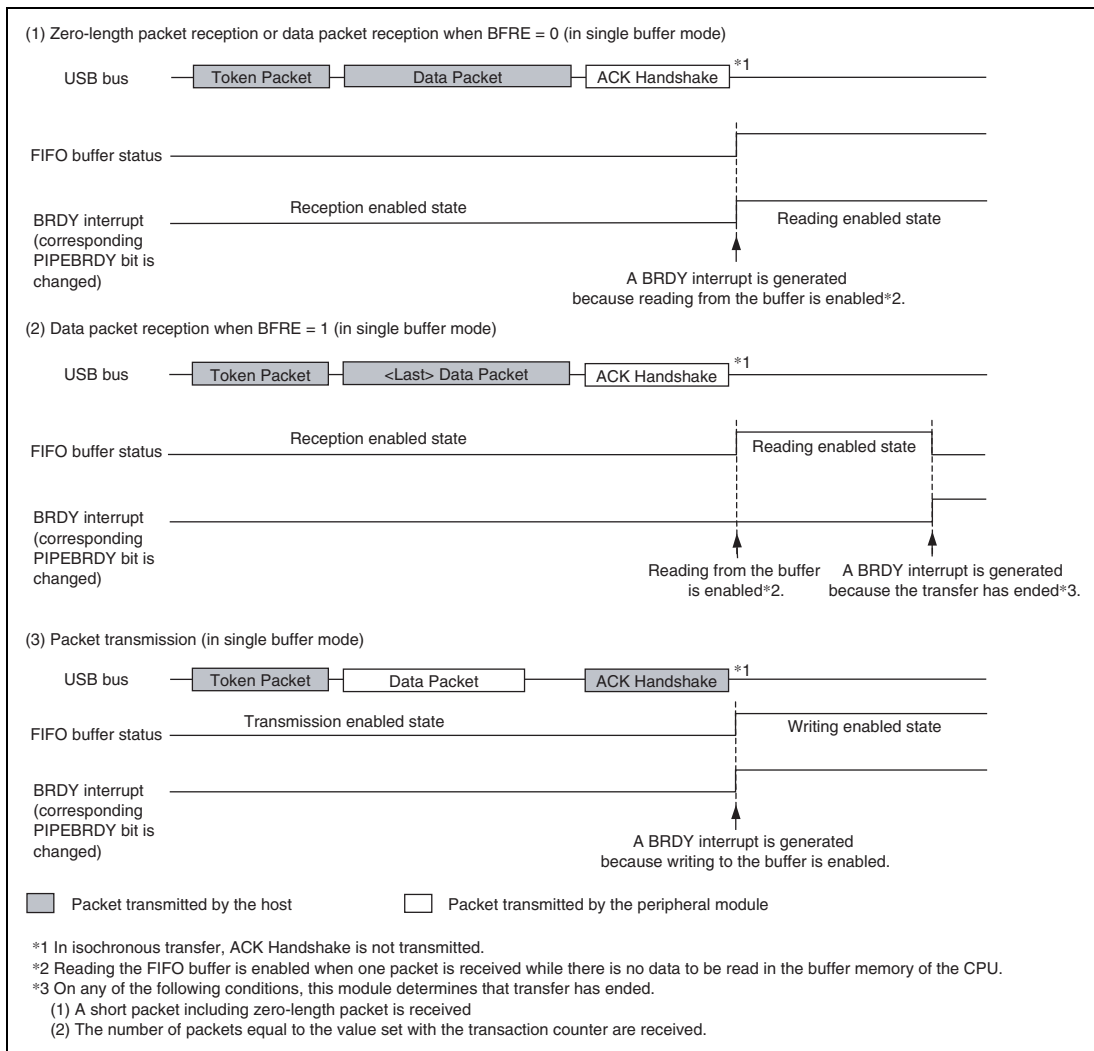 (1) Zero-length packet reception or data packet reception when BFRE = 0 (in single buffer mode)
USB bus
Token Packet
Data Packet
ACK Handshake
*1
FIFO buffer status
BRDY interrupt
(corresponding
PIPEBRDY bit is
changed)
Reception enabled state
Reading enabled state
A BRDY interrupt is generated
because reading from the buffer is enabled*2.
(2) Data packet reception when BFRE = 1 (in single buffer mode)
USB bus
Token Packet
<Last> Data Packet
ACK Handshake
*1
FIFO buffer status
Reception enabled state
Reading enabled state
BRDY interrupt
(corresponding
PIPEBRDY bit is
changed)
Reading from the buffer
is enabled*2.
A BRDY interrupt is generated
because the transfer has ended*3.
(3) Packet transmission (in single buffer mode)
USB bus
Token Packet
Data Packet
ACK Handshake
*1
FIFO buffer status
Transmission enabled state
Writing enabled state
BRDY interrupt
(corresponding
PIPEBRDY bit is
changed)
A BRDY interrupt is generated
because writing to the buffer is enabled.
Packet transmitted by the host
Packet transmitted by the peripheral module
*1 In isochronous transfer, ACK Handshake is not transmitted.
*2 Reading the FIFO buffer is enabled when one packet is received while there is no data to be read in the buffer memory of the CPU.
*3 On any of the following conditions, this module determines that transfer has ended.
(1) A short packet including zero-length packet is received
(2) The number of packets equal to the value set with the transaction counter are received.